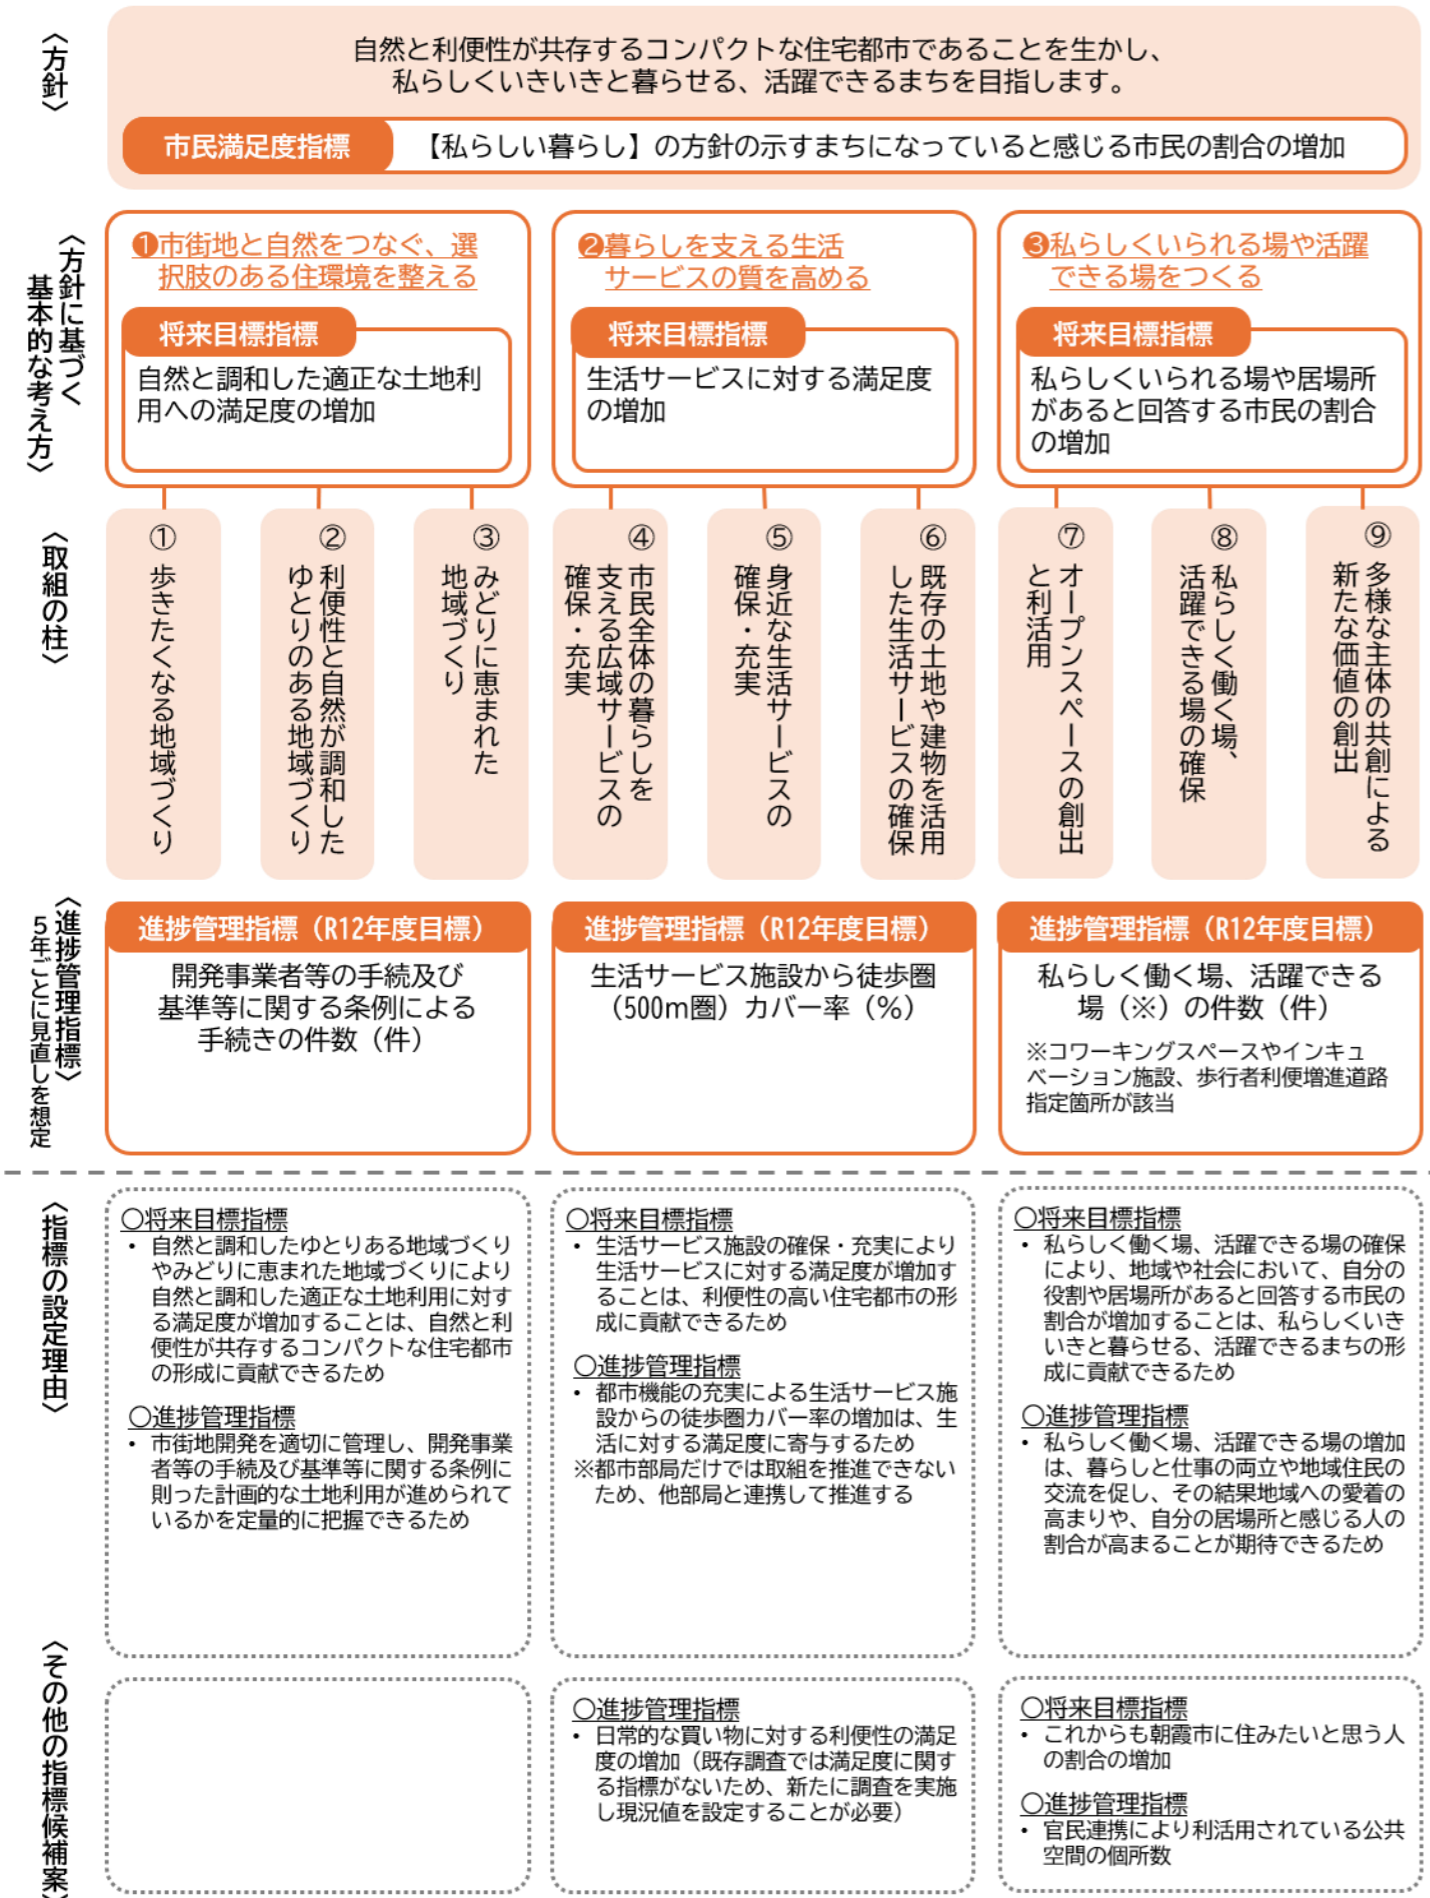 〈方針〉
自然と利便性が共存するコンパクトな住宅都市であることを生かし、
私らしくいきいきと暮らせる、活躍できるまちを目指します。
市民満足度指標
【私らしい暮らし】の方針の示すまちになっていると感じる市民の割合の増加
〈方針に基づく
基本的な考え方〉
❶市街地と自然をつなぐ、選
択肢のある住環境を整える
将来目標指標
自然と調和した適正な土地利
用への満足度の増加
❷暮らしを支える生活
サービスの質を高める
将来目標指標
生活サービスに対する満足度
の増加
❸私らしくいられる場や活躍
できる場をつくる
将来目標指標
私らしくいられる場や居場所
があると回答する市民の割合
の増加
〈取組の柱〉
①
歩きたくなる地域づくり
②
利便性と自然が調和した
ゆとりのある地域づくり
③
みどりに恵まれた
地域づくり
④
市民全体の暮らしを
支える広域サービスの
確保・充実
⑤
身近な生活サービスの
確保・充実
⑥
既存の土地や建物を活用
した生活サービスの確保
⑦
オープンスペースの創出
と利活用
⑧
私らしく働く場、
活躍できる場の確保
⑨
多様な主体の共創による
新たな価値の創出
〈進捗管理指標〉
５年ごとに見直しを想定
進捗管理指標（R12年度目標）
開発事業者等の手続及び
基準等に関する条例による
手続きの件数（件）
進捗管理指標（R12年度目標）
生活サービス施設から徒歩圏
（500m圏）カバー率（%）
進捗管理指標（R12年度目標）
私らしく働く場、活躍できる
場（※）の件数（件）
※コワーキングスペースやインキュ
ベーション施設、歩行者利便増進道路
指定箇所が該当
〈指標の設定理由〉
〇将来目標指標
・ 自然と調和したゆとりある地域づくり
やみどりに恵まれた地域づくりにより
自然と調和した適正な土地利用に対す
る満足度が増加することは、自然と利
便性が共存するコンパクトな住宅都市
の形成に貢献できるため
〇進捗管理指標
・ 市街地開発を適切に管理し、開発事業
者等の手続及び基準等に関する条例に
則った計画的な土地利用が進められて
いるかを定量的に把握できるため
〇将来目標指標
・ 生活サービス施設の確保・充実により
生活サービスに対する満足度が増加す
ることは、利便性の高い住宅都市の形
成に貢献できるため
〇進捗管理指標
・ 都市機能の充実による生活サービス施
設からの徒歩圏カバー率の増加は、生
活に対する満足度に寄与するため
※都市部局だけでは取組を推進できない
ため、他部局と連携して推進する
〇将来目標指標
・ 私らしく働く場、活躍できる場の確保
により、地域や社会において、自分の
役割や居場所があると回答する市民の
割合が増加することは、私らしくいき
いきと暮らせる、活躍できるまちの形
成に貢献できるため
〇進捗管理指標
・ 私らしく働く場、活躍できる場の増加
は、暮らしと仕事の両立や地域住民の
交流を促し、その結果地域への愛着の
高まりや、自分の居場所と感じる人の
割合が高まることが期待できるため
〈その他の指標候補案〉
〇進捗管理指標
・ 日常的な買い物に対する利便性の満足
度の増加（既存調査では満足度に関す
る指標がないため、新たに調査を実施
し現況値を設定することが必要）
〇将来目標指標
・ これからも朝霞市に住みたいと思う人
の割合の増加
〇進捗管理指標
・ 官民連携により利活用されている公共
空間の個所数